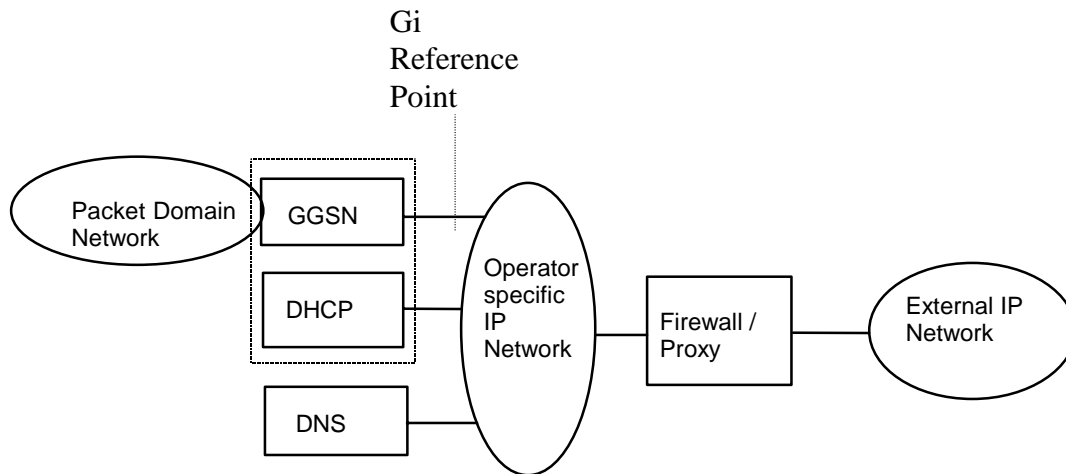 Gi
Reference
Point
Packet Domain
Network
GGSN
DHCP
DNS
Operator
specific
IP
Network
Firewall /
Proxy
External IP
Network